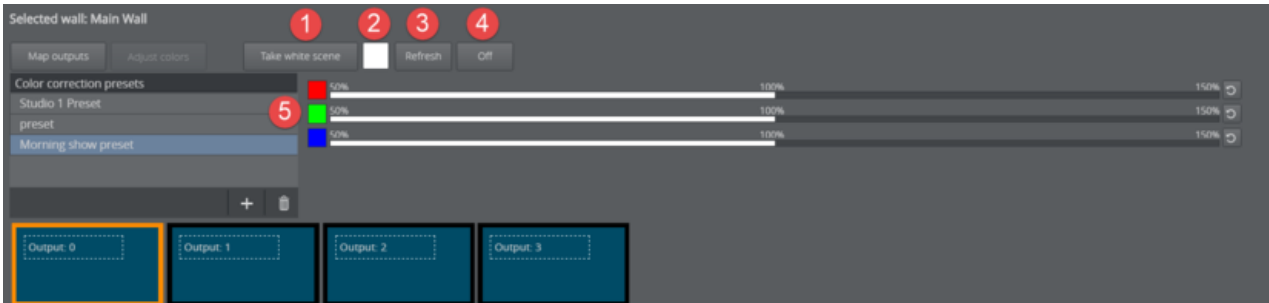 Selected wall: Main Wall
1 2 3 4
Map outputs Adjust colors Take white scene Refresh Off
Color correction presets
Studio 1 Preset
preset
Morning show preset
5
50% 100% 150%
50% 100% 150%
50% 100% 150%
+
Output: 0 Output: 1 Output: 2 Output: 3